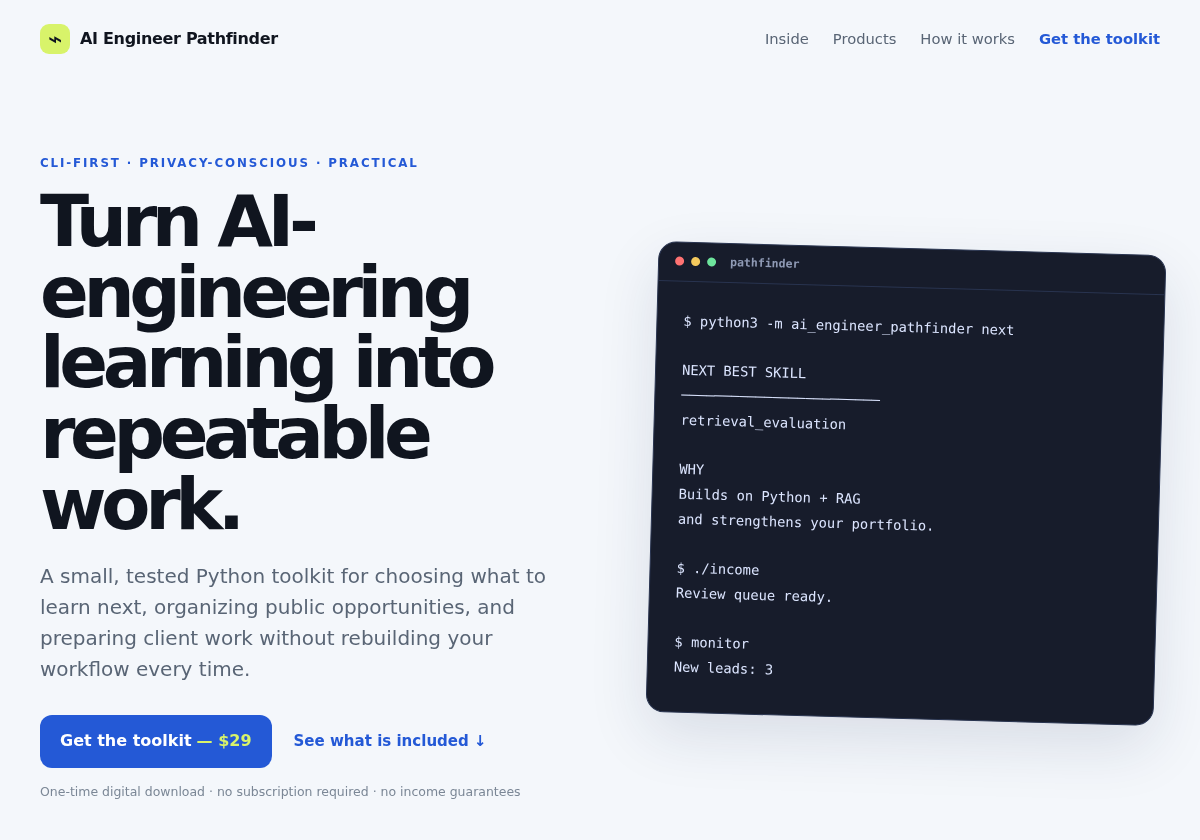 AI Engineer Pathfinder
Inside Products How it works Get the toolkit
CLI-FIRST · PRIVACY-CONSCIOUS · PRACTICAL
Turn AI-
engineering
learning into
repeatable
work.
A small, tested Python toolkit for choosing what to
learn next, organizing public opportunities, and
preparing client work without rebuilding your
workflow every time.
Get the toolkit — $29
See what is included ↓
One-time digital download · no subscription required · no income guarantees
pathfinder
$ python3 -m ai_engineer_pathfinder next
NEXT BEST SKILL
retrieval_evaluation
WHY
Builds on Python + RAG
and strengthens your portfolio.
$ ./income
Review queue ready.
$ monitor
New leads: 3